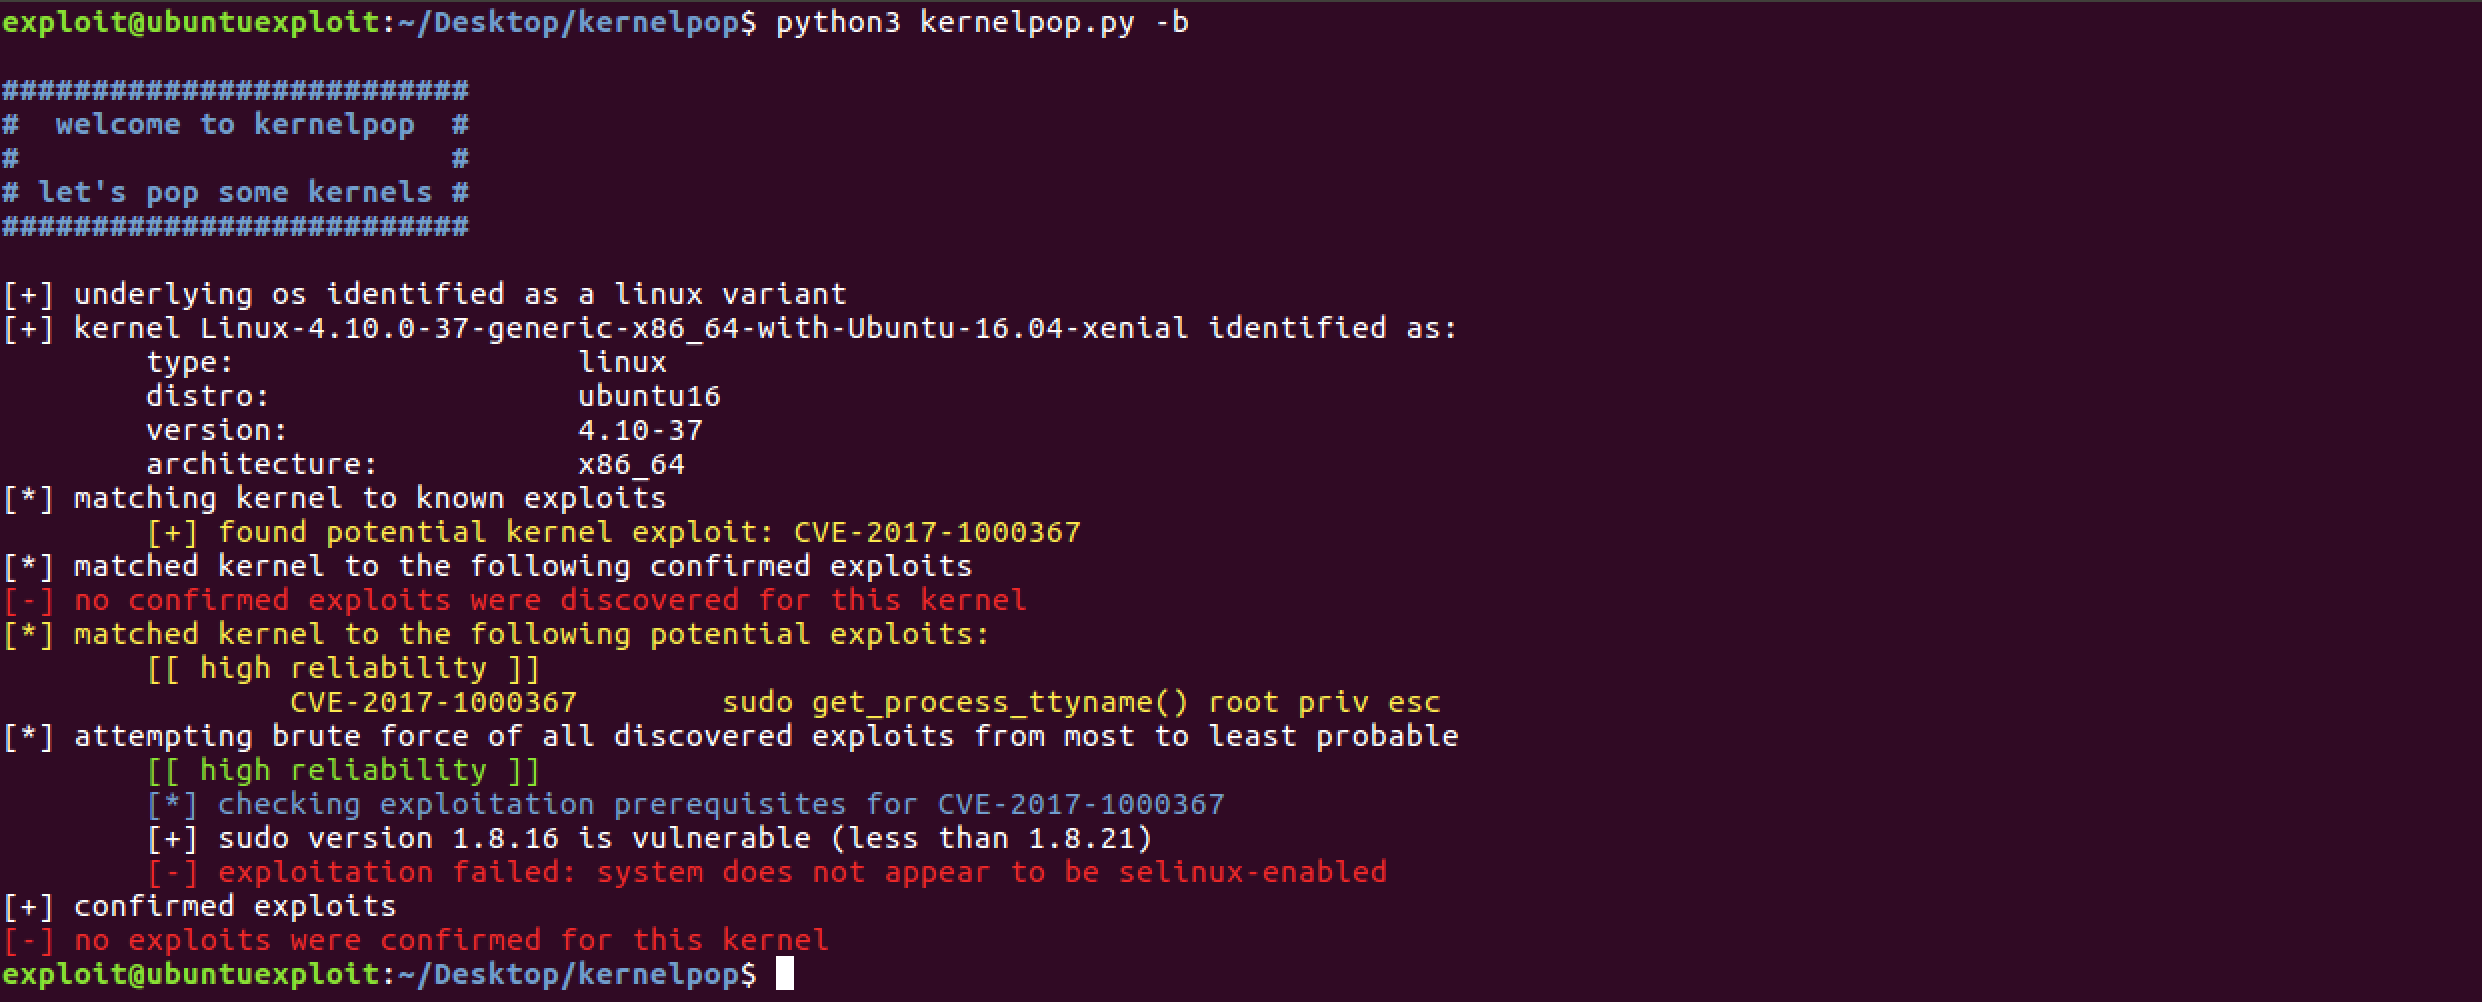 exploit@ubuntuexploit:~/Desktop/kernelpop$ python3 kernelpop.py -b
##########################
#  welcome to kernelpop  #
#                        #
# let's pop some kernels #
##########################
[+] underlying os identified as a linux variant
[+] kernel Linux-4.10.0-37-generic-x86_64-with-Ubuntu-16.04-xenial identified as:
        type:                   linux
        distro:                 ubuntu16
        version:                4.10-37
        architecture:           x86_64
[*] matching kernel to known exploits
        [+] found potential kernel exploit: CVE-2017-1000367
[*] matched kernel to the following confirmed exploits
[-] no confirmed exploits were discovered for this kernel
[*] matched kernel to the following potential exploits:
        [[ high reliability ]]
                CVE-2017-1000367        sudo get_process_ttyname() root priv esc
[*] attempting brute force of all discovered exploits from most to least probable
        [[ high reliability ]]
        [*] checking exploitation prerequisites for CVE-2017-1000367
        [+] sudo version 1.8.16 is vulnerable (less than 1.8.21)
        [-] exploitation failed: system does not appear to be selinux-enabled
[+] confirmed exploits
[-] no exploits were confirmed for this kernel
exploit@ubuntuexploit:~/Desktop/kernelpop$